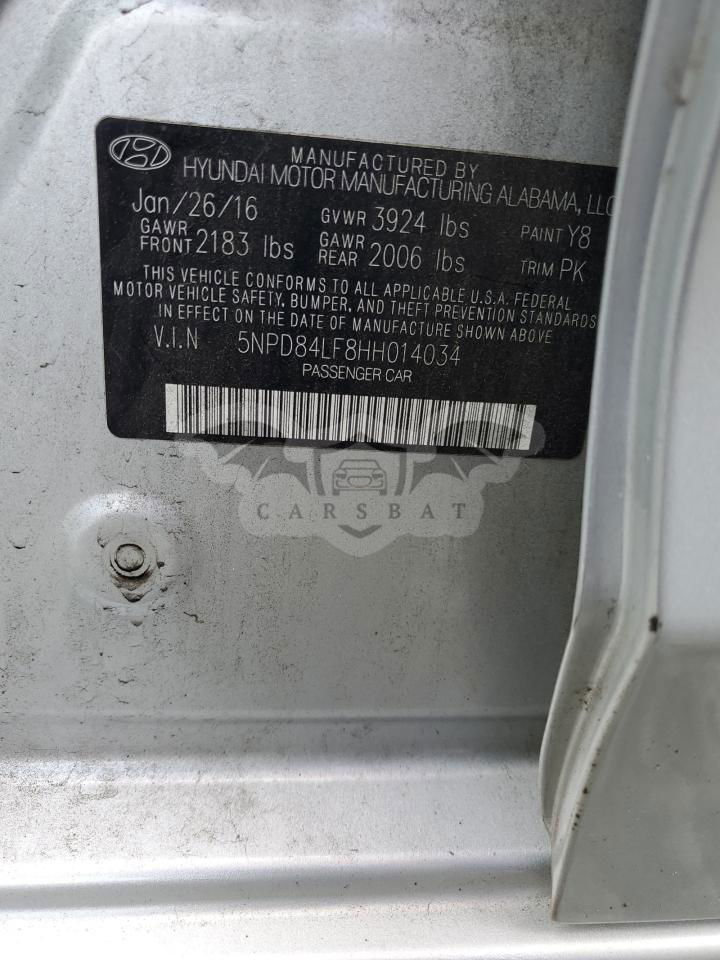 MANUFACTURED BY
HYUNDAI MOTOR MANUFACTURING ALABAMA, LLC
Jan/26/16 GVWR 3924 lbs PAINT Y8
GAWR FRONT 2183 lbs GAWR REAR 2006 lbs TRIM PK
THIS VEHICLE CONFORMS TO ALL APPLICABLE U.S.A. FEDERAL
MOTOR VEHICLE SAFETY, BUMPER, AND THEFT PREVENTION STANDARDS
IN EFFECT ON THE DATE OF MANUFACTURE SHOWN ABOVE
V.I.N 5NPD84LF8HH014034
PASSENGER CAR
CARSBAT